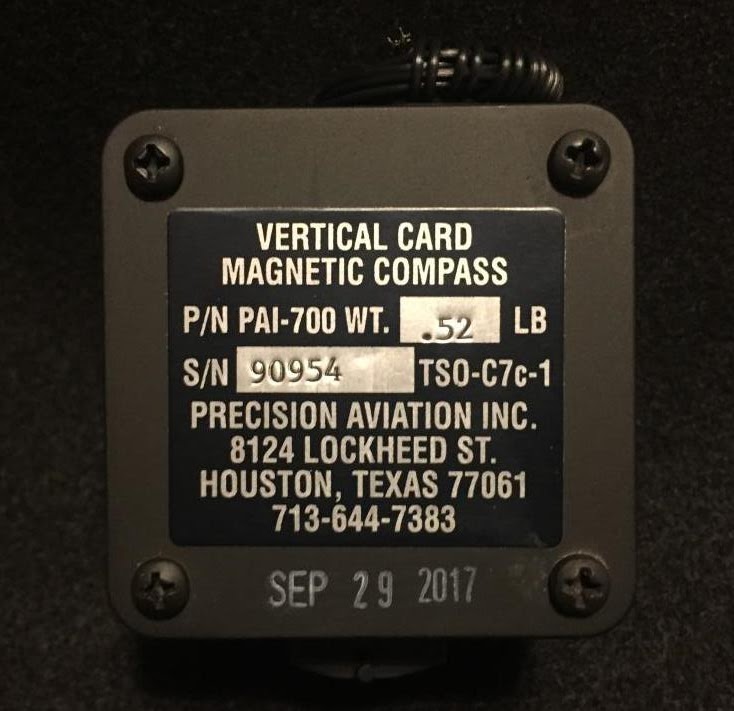 VERTICAL CARD
MAGNETIC COMPASS
P/N PAI-700 WT. .52 LB
S/N 90954 TSO-C7c-1
PRECISION AVIATION INC.
8124 LOCKHEED ST.
HOUSTON, TEXAS 77061
713-644-7383
SEP 29 2017